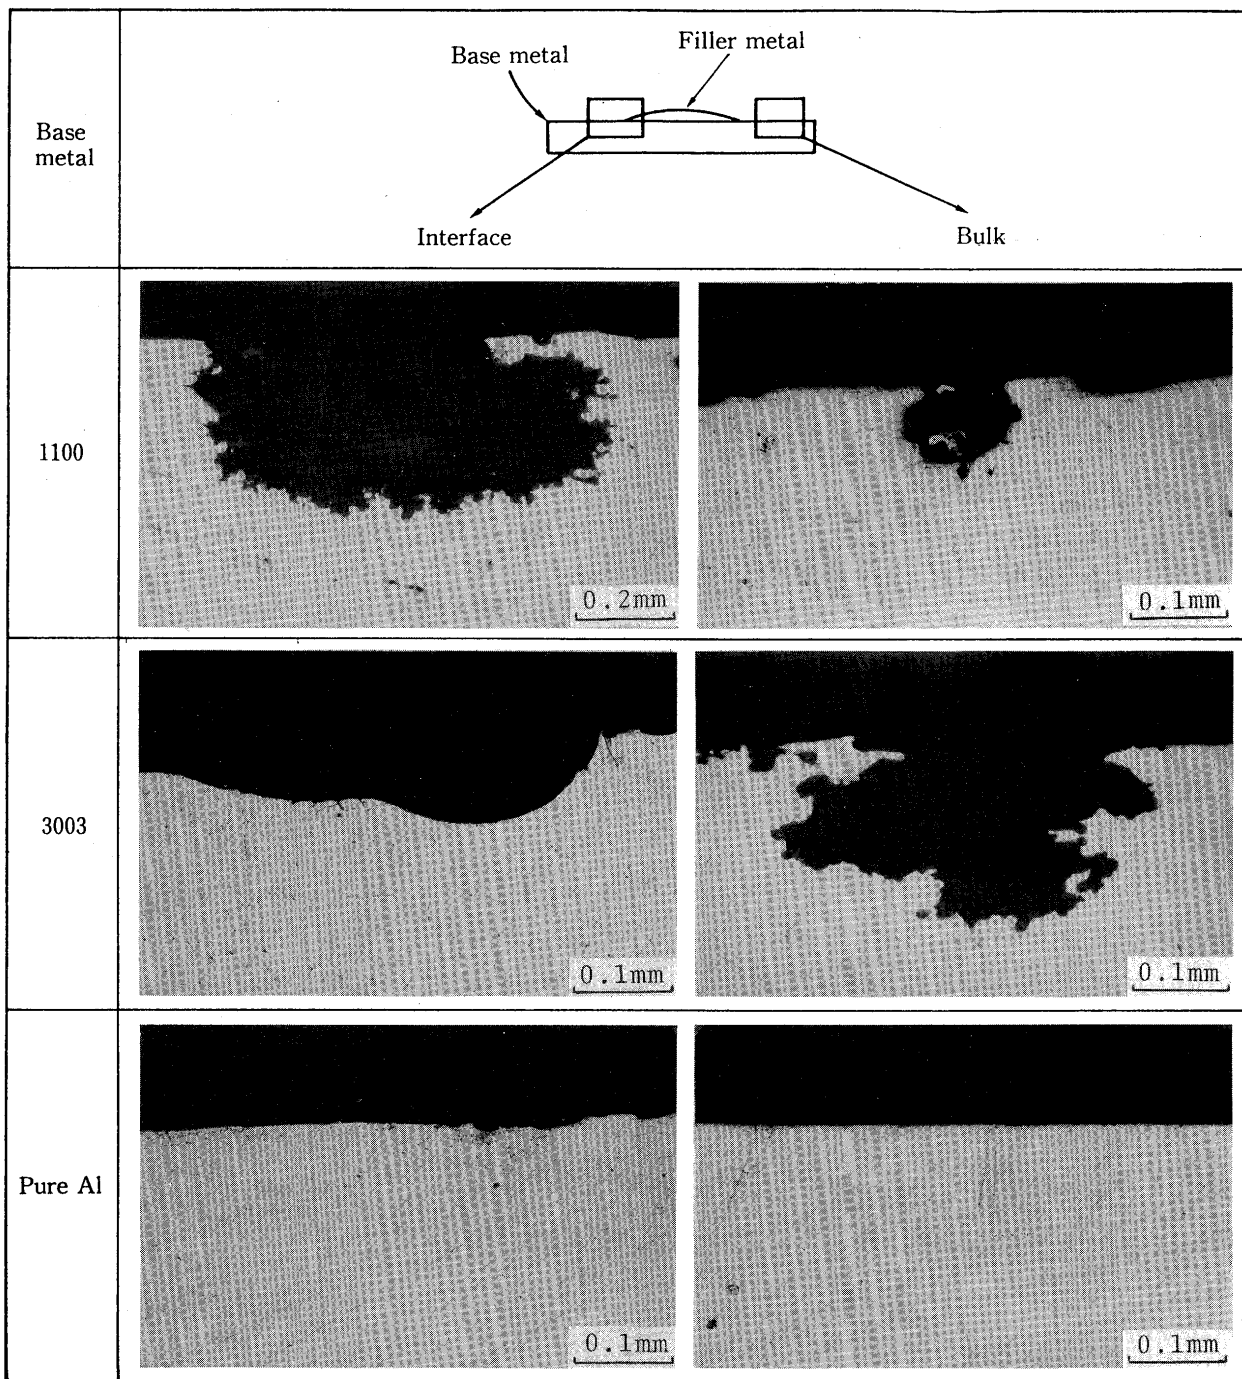 Base
metal
Base metal
Filler metal
Interface
Bulk
1100
0.2mm
0.1mm
3003
0.1mm
0.1mm
Pure Al
0.1mm
0.1mm